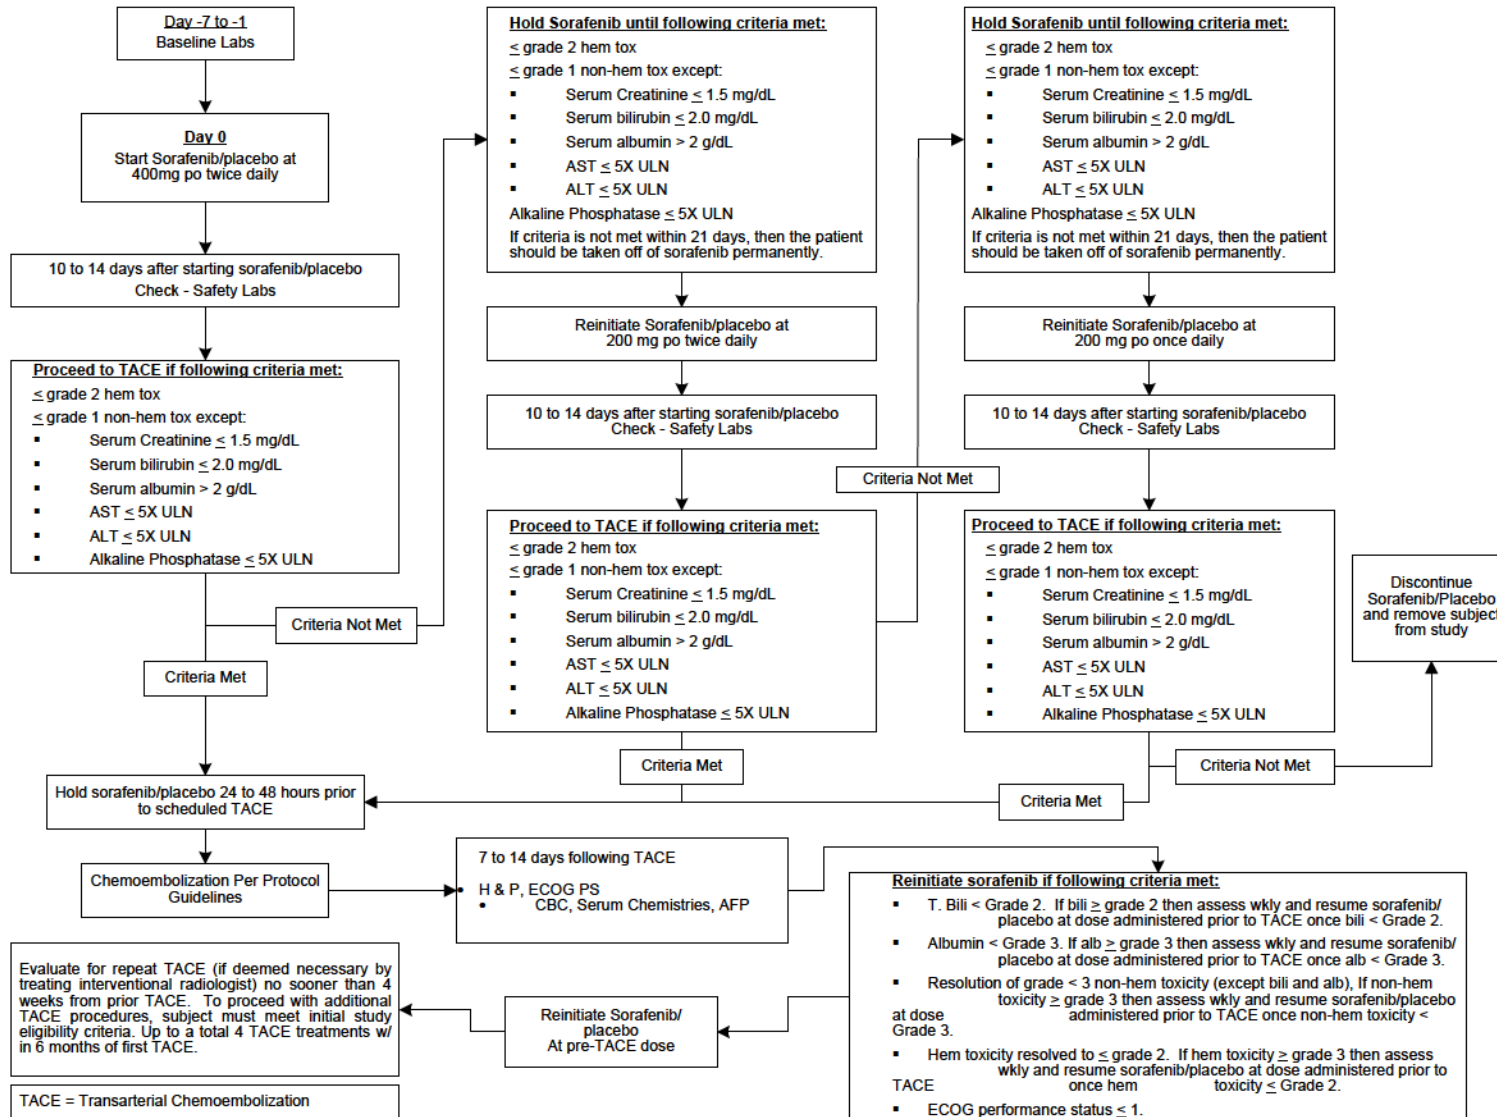 Day -7 to -1
Baseline Labs
Day 0
Start Sorafenib/placebo at
400mg po twice daily
10 to 14 days after starting sorafenib/placebo
Check - Safety Labs
Proceed to TACE if following criteria met:
≤ grade 2 hem tox
≤ grade 1 non-hem tox except:
▪ Serum Creatinine ≤ 1.5 mg/dL
▪ Serum bilirubin ≤ 2.0 mg/dL
▪ Serum albumin > 2 g/dL
▪ AST ≤ 5X ULN
▪ ALT ≤ 5X ULN
▪ Alkaline Phosphatase ≤ 5X ULN
Criteria Not Met
Criteria Met
Hold Sorafenib until following criteria met:
≤ grade 2 hem tox
≤ grade 1 non-hem tox except:
▪ Serum Creatinine ≤ 1.5 mg/dL
▪ Serum bilirubin ≤ 2.0 mg/dL
▪ Serum albumin > 2 g/dL
▪ AST ≤ 5X ULN
▪ ALT ≤ 5X ULN
Alkaline Phosphatase ≤ 5X ULN
If criteria is not met within 21 days, then the patient
should be taken off of sorafenib permanently.
Reinitiate Sorafenib/placebo at
200 mg po twice daily
10 to 14 days after starting sorafenib/placebo
Check - Safety Labs
Proceed to TACE if following criteria met:
≤ grade 2 hem tox
≤ grade 1 non-hem tox except:
▪ Serum Creatinine ≤ 1.5 mg/dL
▪ Serum bilirubin ≤ 2.0 mg/dL
▪ Serum albumin > 2 g/dL
▪ AST ≤ 5X ULN
▪ ALT ≤ 5X ULN
▪ Alkaline Phosphatase ≤ 5X ULN
Criteria Not Met
Criteria Met
Hold Sorafenib until following criteria met:
≤ grade 2 hem tox
≤ grade 1 non-hem tox except:
▪ Serum Creatinine ≤ 1.5 mg/dL
▪ Serum bilirubin ≤ 2.0 mg/dL
▪ Serum albumin > 2 g/dL
▪ AST ≤ 5X ULN
▪ ALT ≤ 5X ULN
Alkaline Phosphatase ≤ 5X ULN
If criteria is not met within 21 days, then the patient
should be taken off of sorafenib permanently.
Reinitiate Sorafenib/placebo at
200 mg po once daily
10 to 14 days after starting sorafenib/placebo
Check - Safety Labs
Proceed to TACE if following criteria met:
≤ grade 2 hem tox
≤ grade 1 non-hem tox except:
▪ Serum Creatinine ≤ 1.5 mg/dL
▪ Serum bilirubin ≤ 2.0 mg/dL
▪ Serum albumin > 2 g/dL
▪ AST ≤ 5X ULN
▪ ALT ≤ 5X ULN
▪ Alkaline Phosphatase ≤ 5X ULN
Criteria Not Met
Criteria Met
Discontinue
Sorafenib/Placebo
and remove subject
from study
Hold sorafenib/placebo 24 to 48 hours prior
to scheduled TACE
Chemoembolization Per Protocol
Guidelines
7 to 14 days following TACE
• H & P, ECOG PS
• CBC, Serum Chemistries, AFP
Reinitiate sorafenib if following criteria met:
▪ T. Bili < Grade 2. If bili ≥ grade 2 then assess wkly and resume sorafenib/
placebo at dose administered prior to TACE once bili < Grade 2.
▪ Albumin < Grade 3. If alb ≥ grade 3 then assess wkly and resume sorafenib/
placebo at dose administered prior to TACE once alb < Grade 3.
▪ Resolution of grade < 3 non-hem toxicity (except bili and alb), If non-hem
toxicity ≥ grade 3 then assess wkly and resume sorafenib/placebo
at dose administered prior to TACE once non-hem toxicity <
Grade 3.
▪ Hem toxicity resolved to ≤ grade 2. If hem toxicity ≥ grade 3 then assess
wkly and resume sorafenib/placebo at dose administered prior to
TACE once hem toxicity ≤ Grade 2.
▪ ECOG performance status ≤ 1.
Reinitiate Sorafenib/
placebo
At pre-TACE dose
Evaluate for repeat TACE (if deemed necessary by
treating interventional radiologist) no sooner than 4
weeks from prior TACE. To proceed with additional
TACE procedures, subject must meet initial study
eligibility criteria. Up to a total 4 TACE treatments w/
in 6 months of first TACE.
TACE = Transarterial Chemoembolization